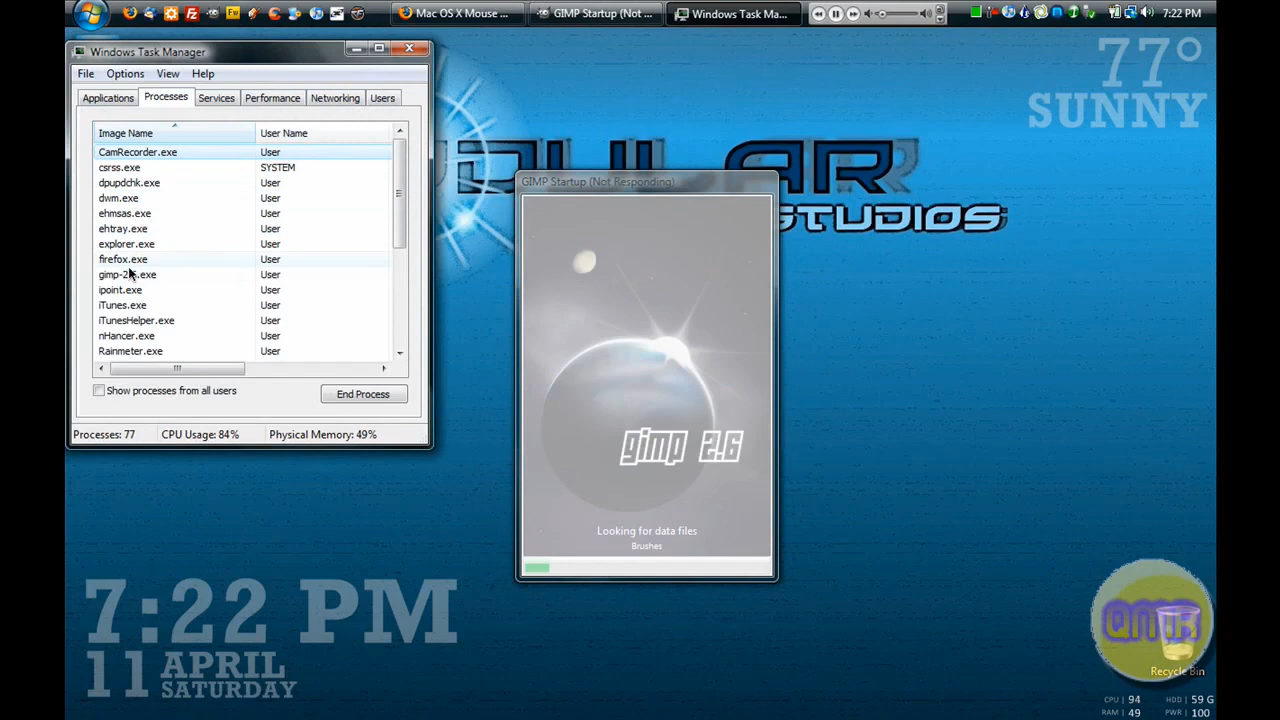 Mac OS X Mouse ...
GIMP Startup (Not ...
Windows Task Ma...
7:22 PM
Windows Task Manager
File Options View Help
Applications Processes Services Performance Networking Users
Image Name User Name
CamRecorder.exe User
csrss.exe SYSTEM
dpupdchk.exe User
dwm.exe User
ehmsas.exe User
ehtray.exe User
explorer.exe User
firefox.exe User
.exe User
ipoint.exe User
iTunes.exe User
iTunesHelper.exe User
nHancer.exe User
Rainmeter.exe User
Show processes from all users
End Process
Processes: 77 CPU Usage: 84% Physical Memory: 49%
77°
SUNNY
STUDIOS
GIMP Startup (Not Responding)
gimp 2.6
Looking for data files
Brushes
7:22 PM
11 APRIL
SATURDAY
QMR
Recycle Bin
CPU | 94 HDD | 59 G
RAM | 49 PWR | 100